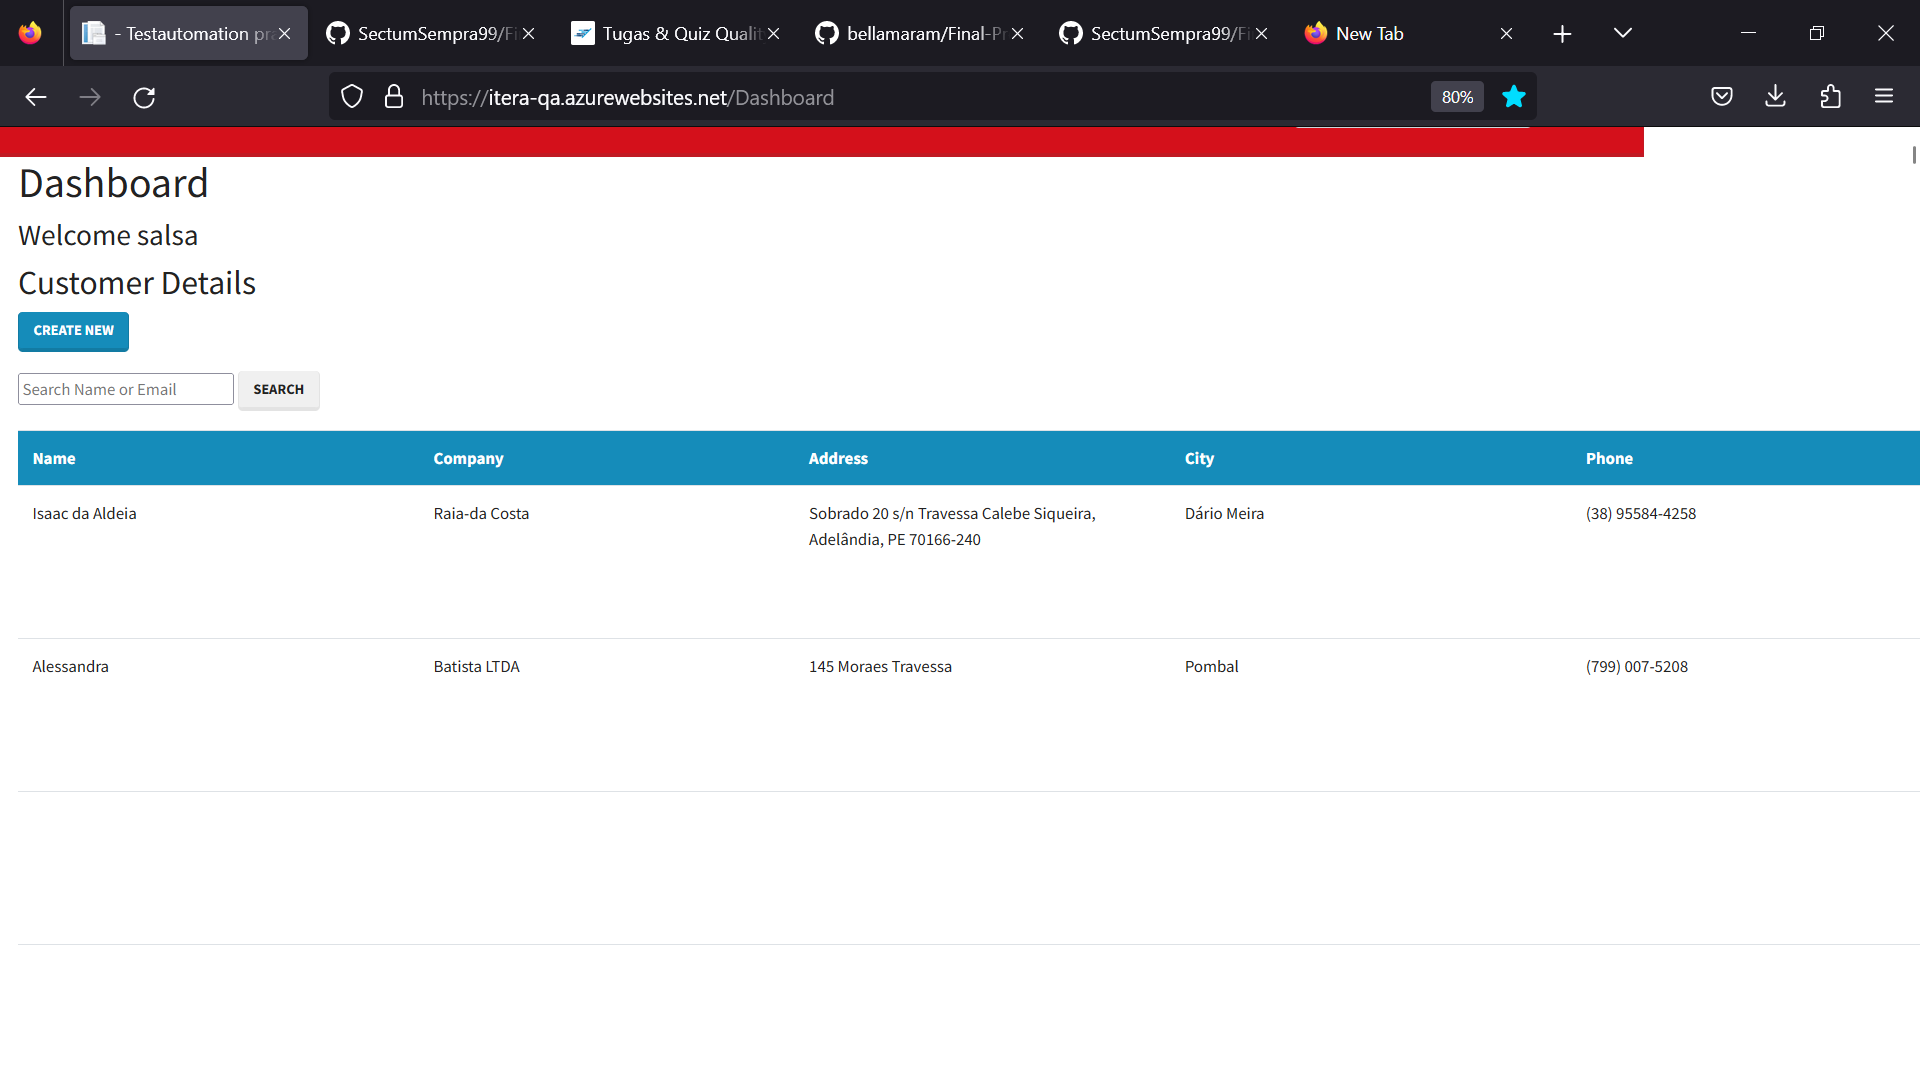 - Testautomation pra
SectumSempra99/Fi
Tugas & Quiz Qualit
bellamaram/Final-Pr
SectumSempra99/Fi
New Tab
https://itera-qa.azurewebsites.net/Dashboard
80%
Dashboard
Welcome salsa
Customer Details
CREATE NEW
Search Name or Email
SEARCH
Name Company Address City Phone
Isaac da Aldeia Raia-da Costa Sobrado 20 s/n Travessa Calebe Siqueira, Dário Meira (38) 95584-4258
Adelândia, PE 70166-240
Alessandra Batista LTDA 145 Moraes Travessa Pombal (799) 007-5208